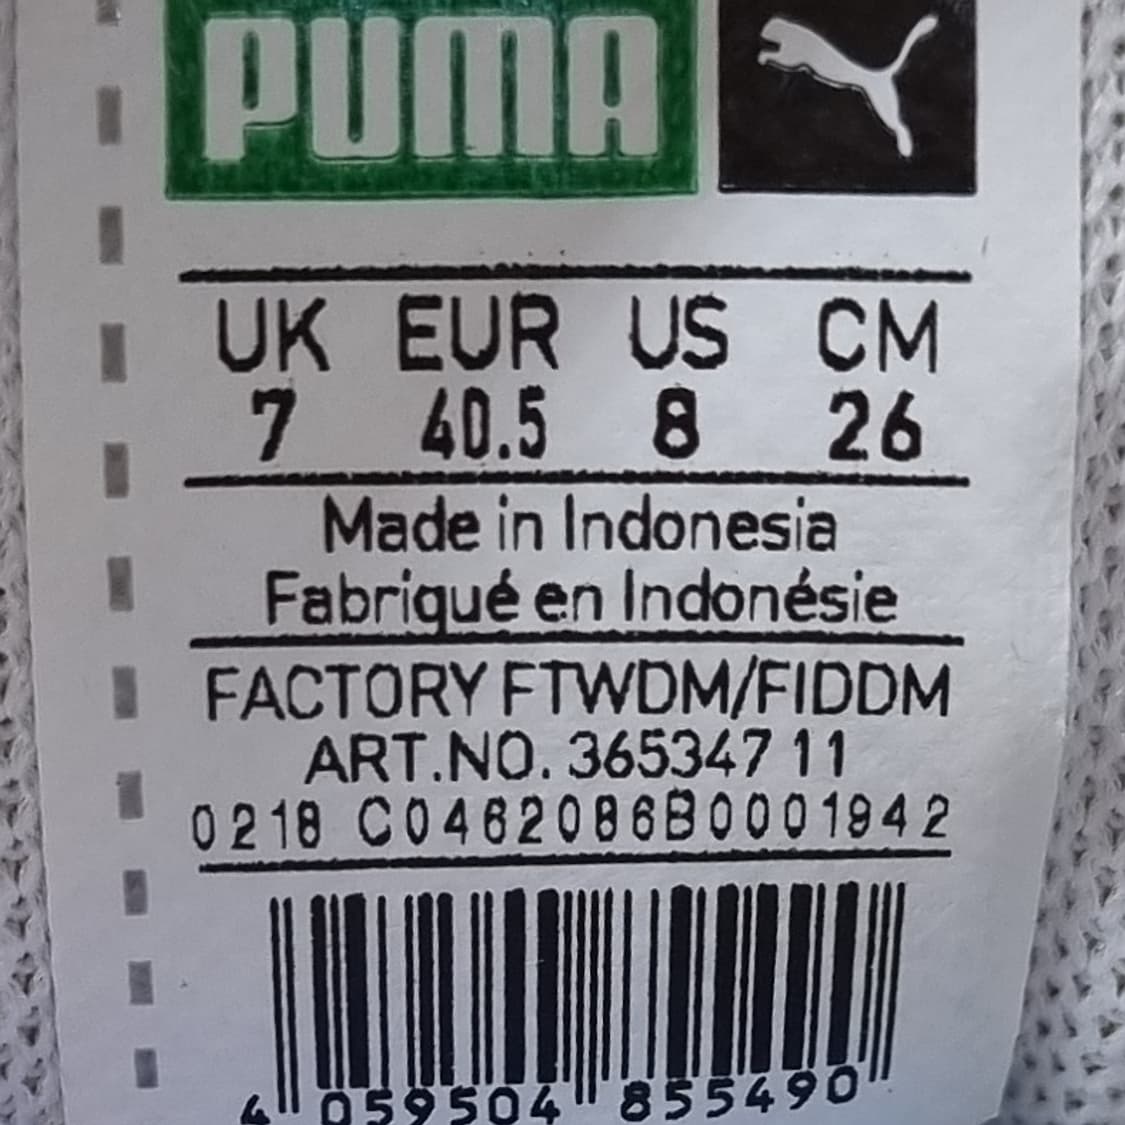 PUMA
UK EUR US CM
7 40.5 8 26
Made in Indonesia
Fabriqué en Indonésie
FACTORY FTWDM/FIDDM
ART.NO. 365347 11
0218 C0462086B0001942
4 059504 855490